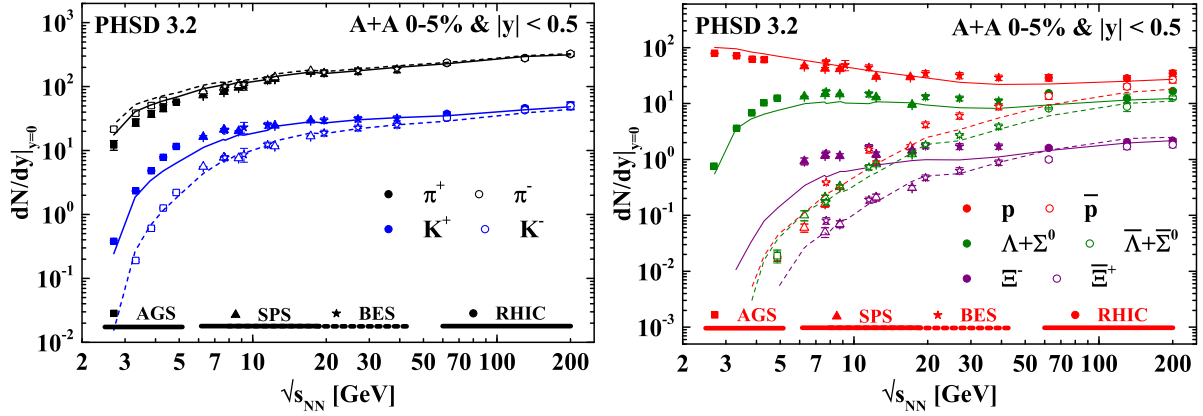 PHSD 3.2
A+A 0-5% & |y| < 0.5
10³
10²
10¹
10⁰
10⁻¹
10⁻²
dN/dy|y=0
π⁺
π⁻
K⁺
K⁻
AGS
SPS
BES
RHIC
2
3
4
5
7
10
20
30
50
70
100
200
√sNN [GeV]
PHSD 3.2
A+A 0-5% & |y| < 0.5
10²
10¹
10⁰
10⁻¹
10⁻²
10⁻³
dN/dy|y=0
p
p̅
Λ+Σ⁰
Λ̅+Σ̅⁰
Ξ⁻
Ξ̅⁺
AGS
SPS
BES
RHIC
2
3
4
5
7
10
20
30
50
70
100
200
√sNN [GeV]